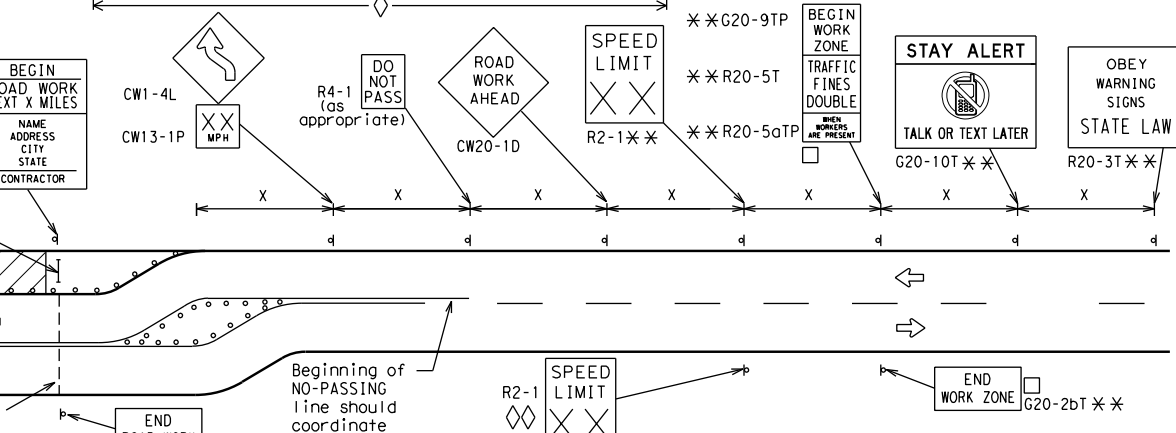 BEGIN
ROAD WORK
NEXT X MILES
NAME
ADDRESS
CITY
STATE
CONTRACTOR
CW1-4L
CW13-1P
XX
MPH
R4-1
(as
appropriate)
DO
NOT
PASS
ROAD
WORK
AHEAD
CW20-1D
SPEED
LIMIT
XX
R2-1**
**G20-9TP
**R20-5T
**R20-5aTP
BEGIN
WORK
ZONE
TRAFFIC
FINES
DOUBLE
WHEN
WORKERS
ARE PRESENT
STAY ALERT
TALK OR TEXT LATER
G20-10T**
OBEY
WARNING
SIGNS
STATE LAW
R20-3T**
X X X X X X X
Beginning of
NO-PASSING
line should
coordinate
R2-1
SPEED
LIMIT
XX
END
WORK ZONE
G20-2bT**
END
ROAD WORK